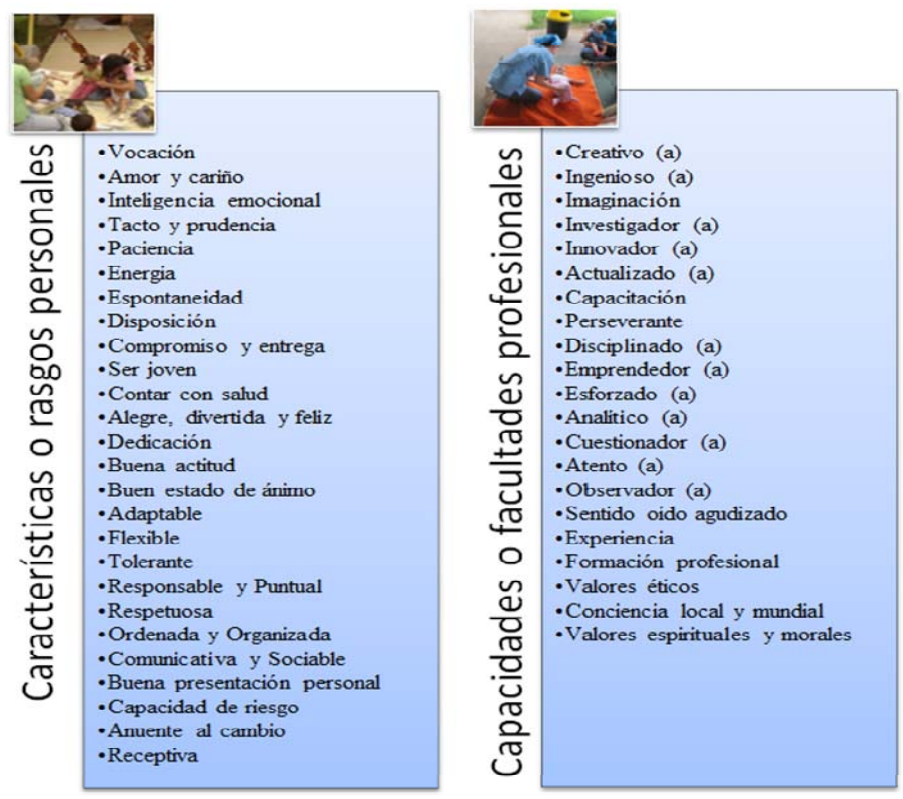 Características o rasgos personales
•Vocación
•Amor y cariño
•Inteligencia emocional
•Tacto y prudencia
•Paciencia
•Energia
•Espontaneidad
•Disposición
•Compromiso y entrega
•Ser joven
•Contar con salud
•Alegre, divertida y feliz
•Dedicación
•Buena actitud
•Buen estado de ánimo
•Adaptable
•Flexible
•Tolerante
•Responsable y Puntual
•Respetuosa
•Ordenada y Organizada
•Comunicativa y Sociable
•Buena presentación personal
•Capacidad de riesgo
•Anuente al cambio
•Receptiva
Capacidades o facultades profesionales
•Creativo (a)
•Ingenioso (a)
•Imaginación
•Investigador (a)
•Innovador (a)
•Actualizado (a)
•Capacitación
•Perseverante
•Disciplinado (a)
•Emprendedor (a)
•Esforzado (a)
•Analitico (a)
•Cuestionador (a)
•Atento (a)
•Observador (a)
•Sentido oido agudizado
•Experiencia
•Formación profesional
•Valores éticos
•Conciencia local y mundial
•Valores espirituales y morales